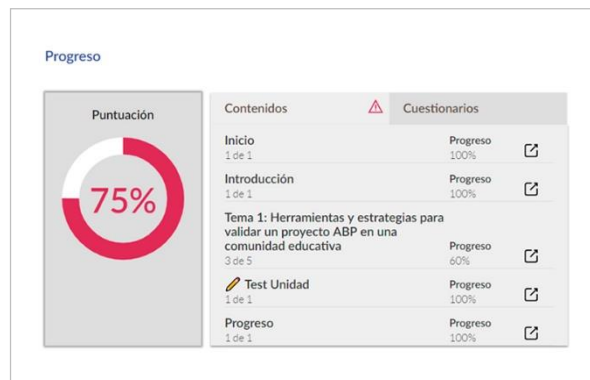 Progreso
Puntuación
75%
Contenidos
Cuestionarios
Inicio
Progreso
1 de 1
100%
Introducción
Progreso
1 de 1
100%
Tema 1: Herramientas y estrategias para
validar un proyecto ABP en una
comunidad educativa
Progreso
3 de 5
60%
Test Unidad
Progreso
1 de 1
100%
Progreso
Progreso
1 de 1
100%